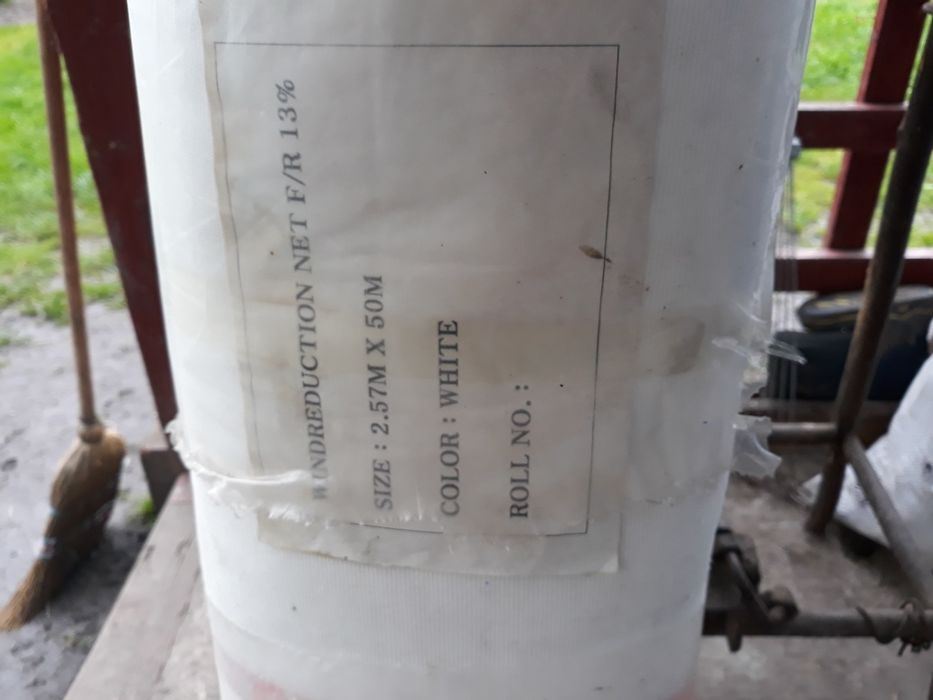 WINDREDUCTION NET F/R 13%
SIZE : 2.57M X 50M
COLOR : WHITE
ROLL NO. :